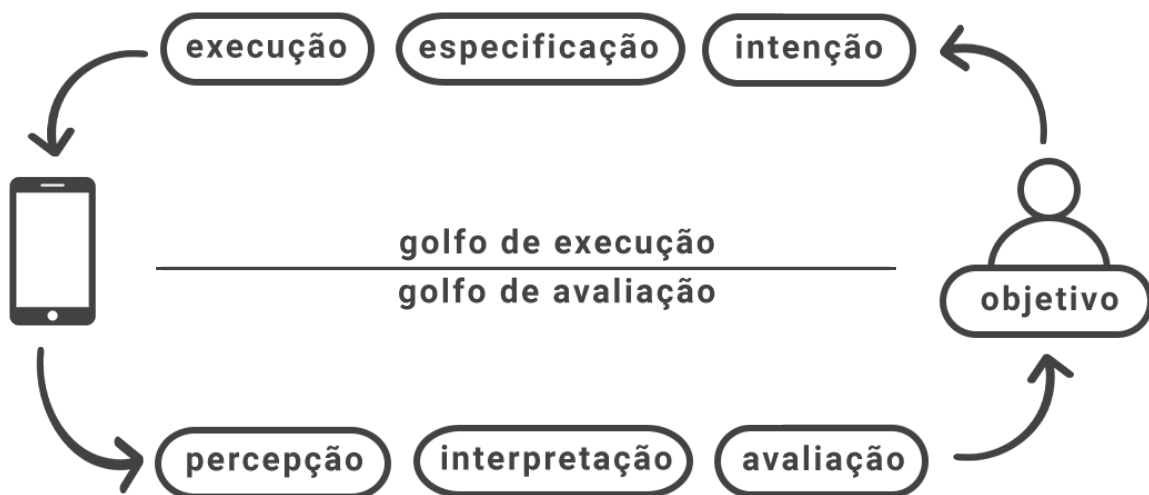 execução especificação intenção
golfo de execução
golfo de avaliação
objetivo
percepção interpretação avaliação